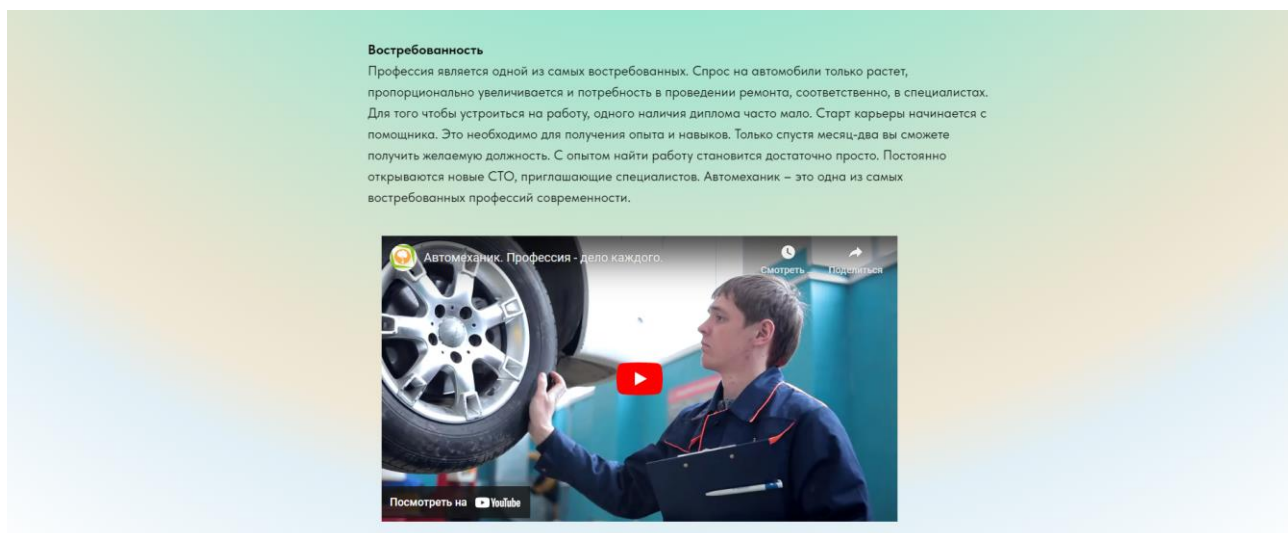 Востребованность
Профессия является одной из самых востребованных. Спрос на автомобили только растет,
пропорционально увеличивается и потребность в проведении ремонта, соответственно, в специалистах.
Для того чтобы устроиться на работу, одного наличия диплома часто мало. Старт карьеры начинается с
помощника. Это необходимо для получения опыта и навыков. Только спустя месяц-два вы сможете
получить желаемую должность. С опытом найти работу становится достаточно просто. Постоянно
открываются новые СТО, приглашающие специалистов. Автомеханик – это одна из самых
востребованных профессий современности.
Автомеханик. Профессия - дело каждого.
Смотреть Поделиться
Посмотреть на YouTube